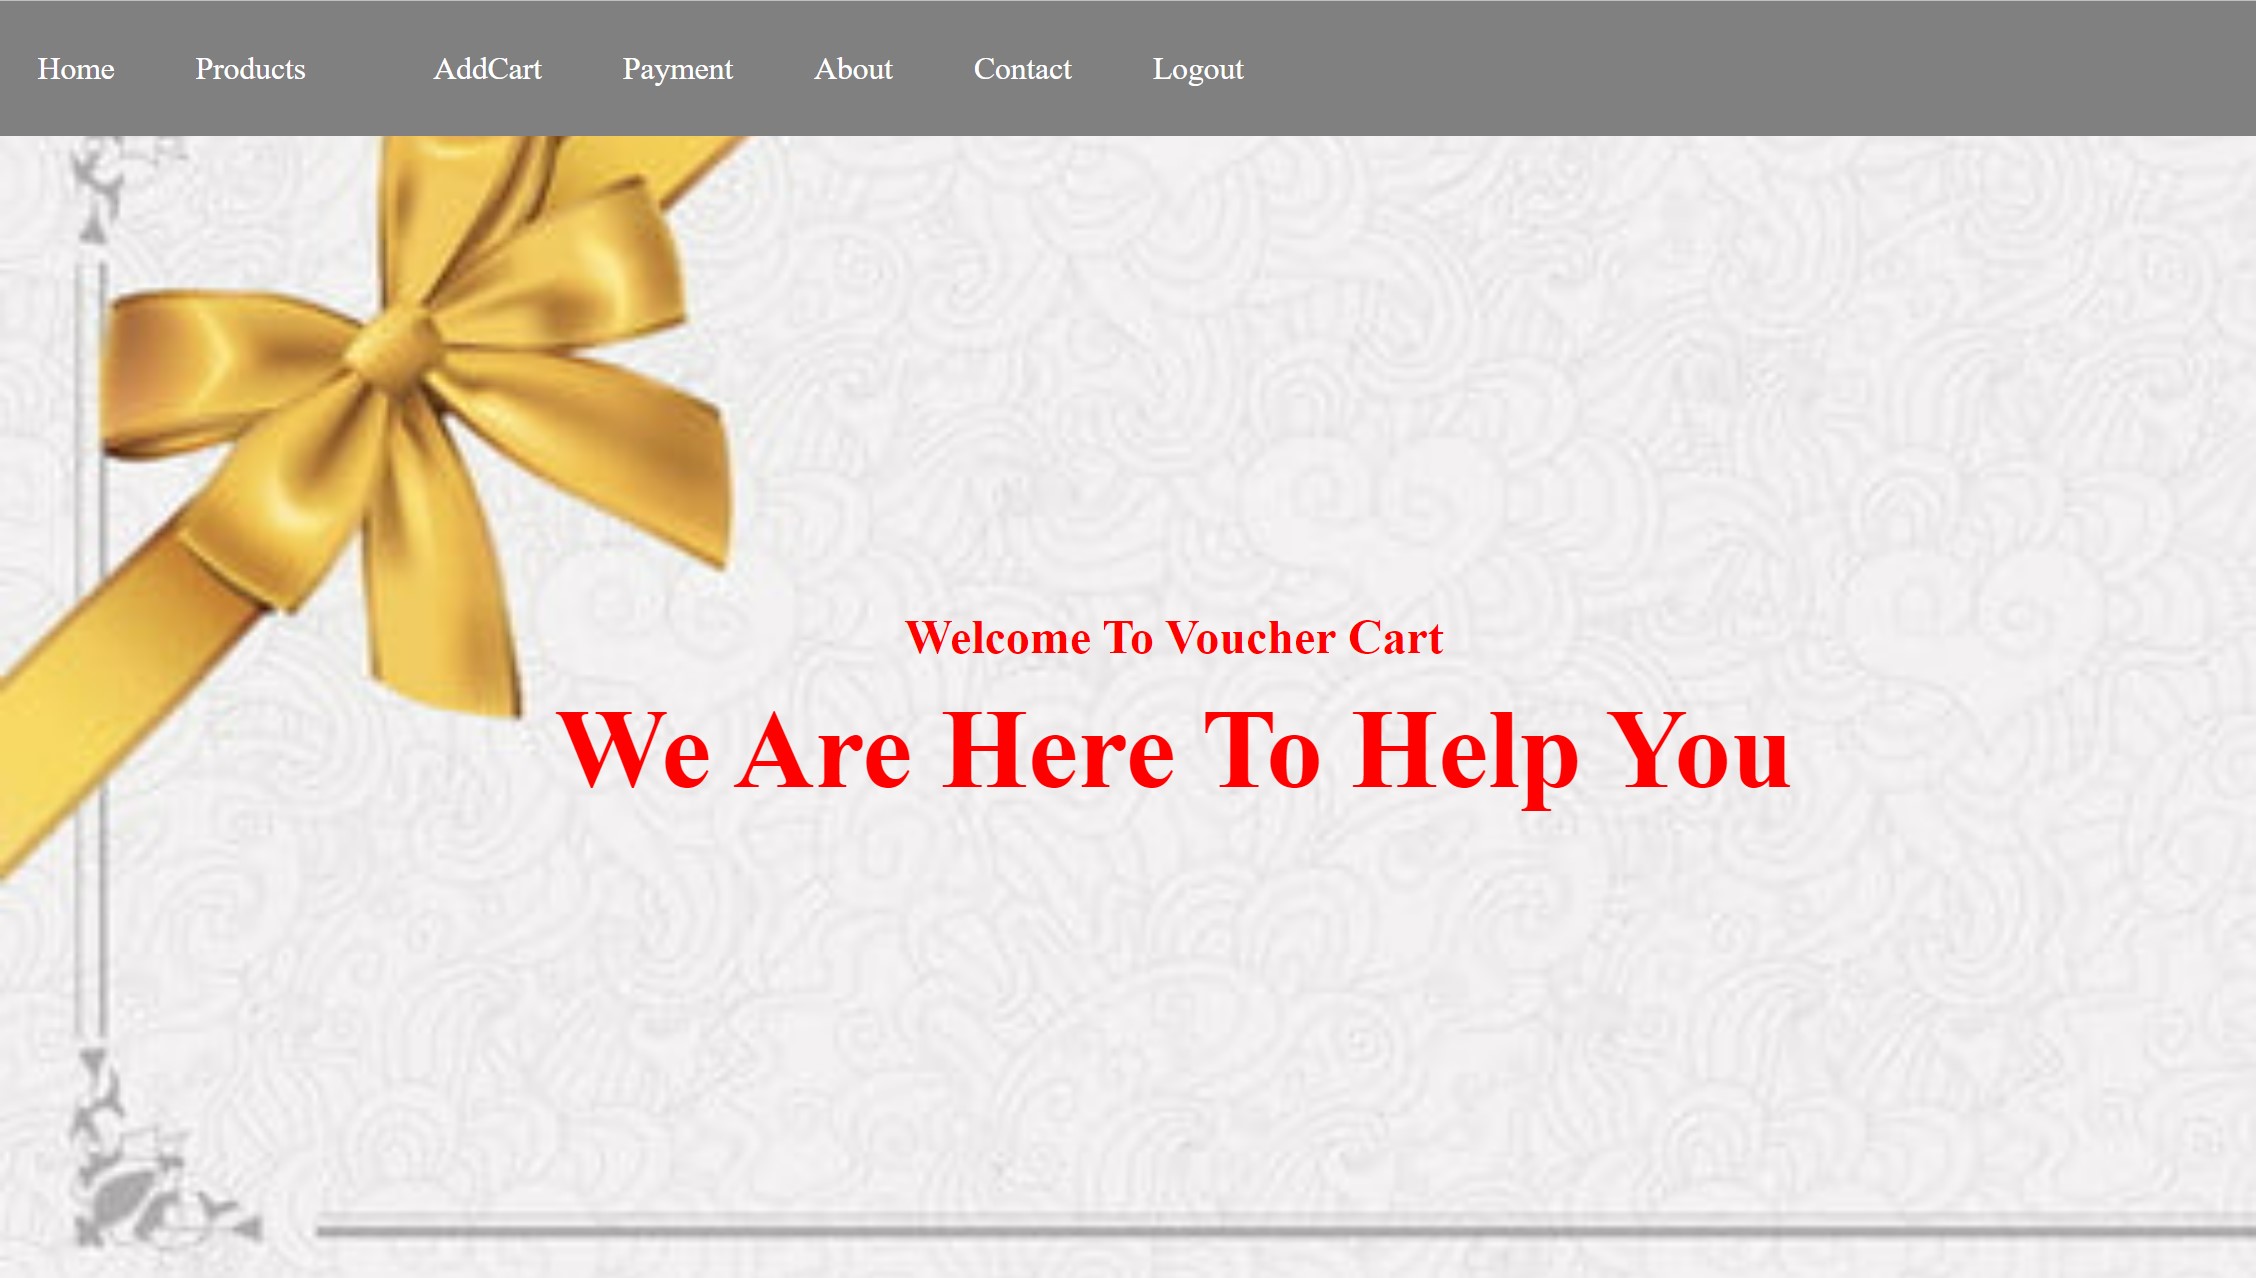 Home Products AddCart Payment About Contact Logout
Welcome To Voucher Cart
We Are Here To Help You